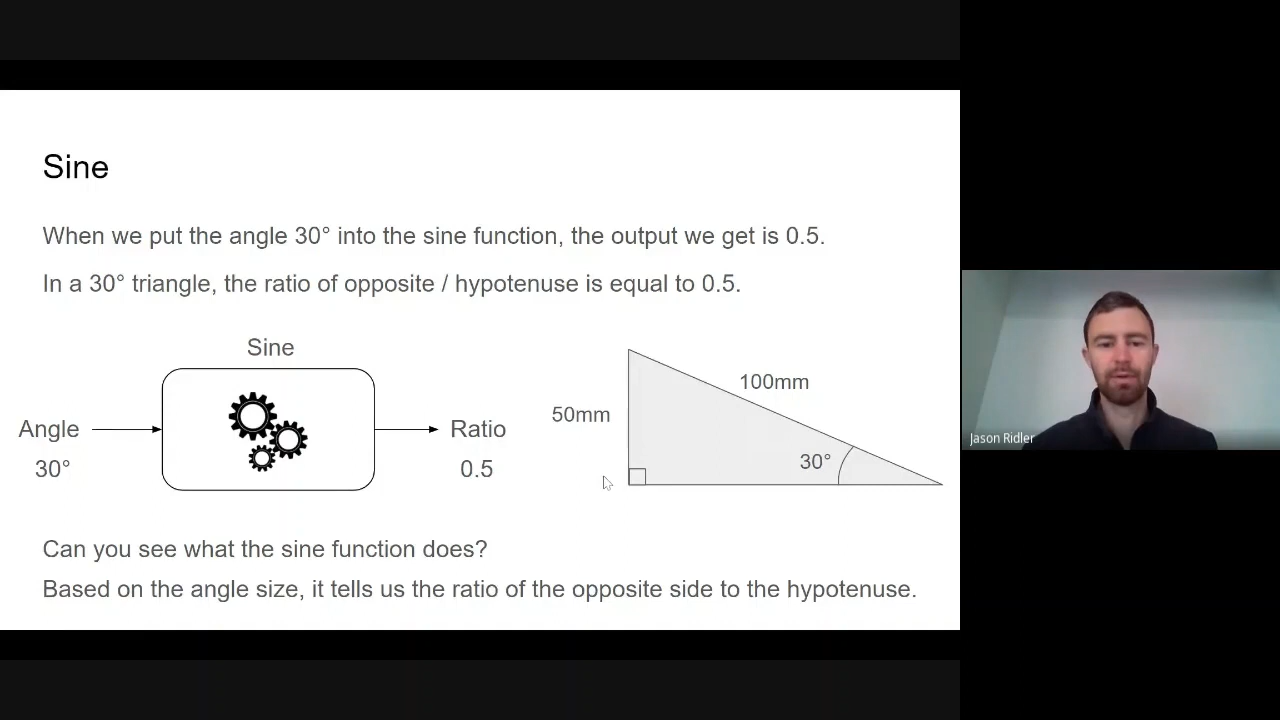 Sine
When we put the angle 30° into the sine function, the output we get is 0.5.
In a 30° triangle, the ratio of opposite / hypotenuse is equal to 0.5.
Sine
Angle
30°
Ratio
0.5
50mm
100mm
30°
Can you see what the sine function does?
Based on the angle size, it tells us the ratio of the opposite side to the hypotenuse.
Jason Ridler